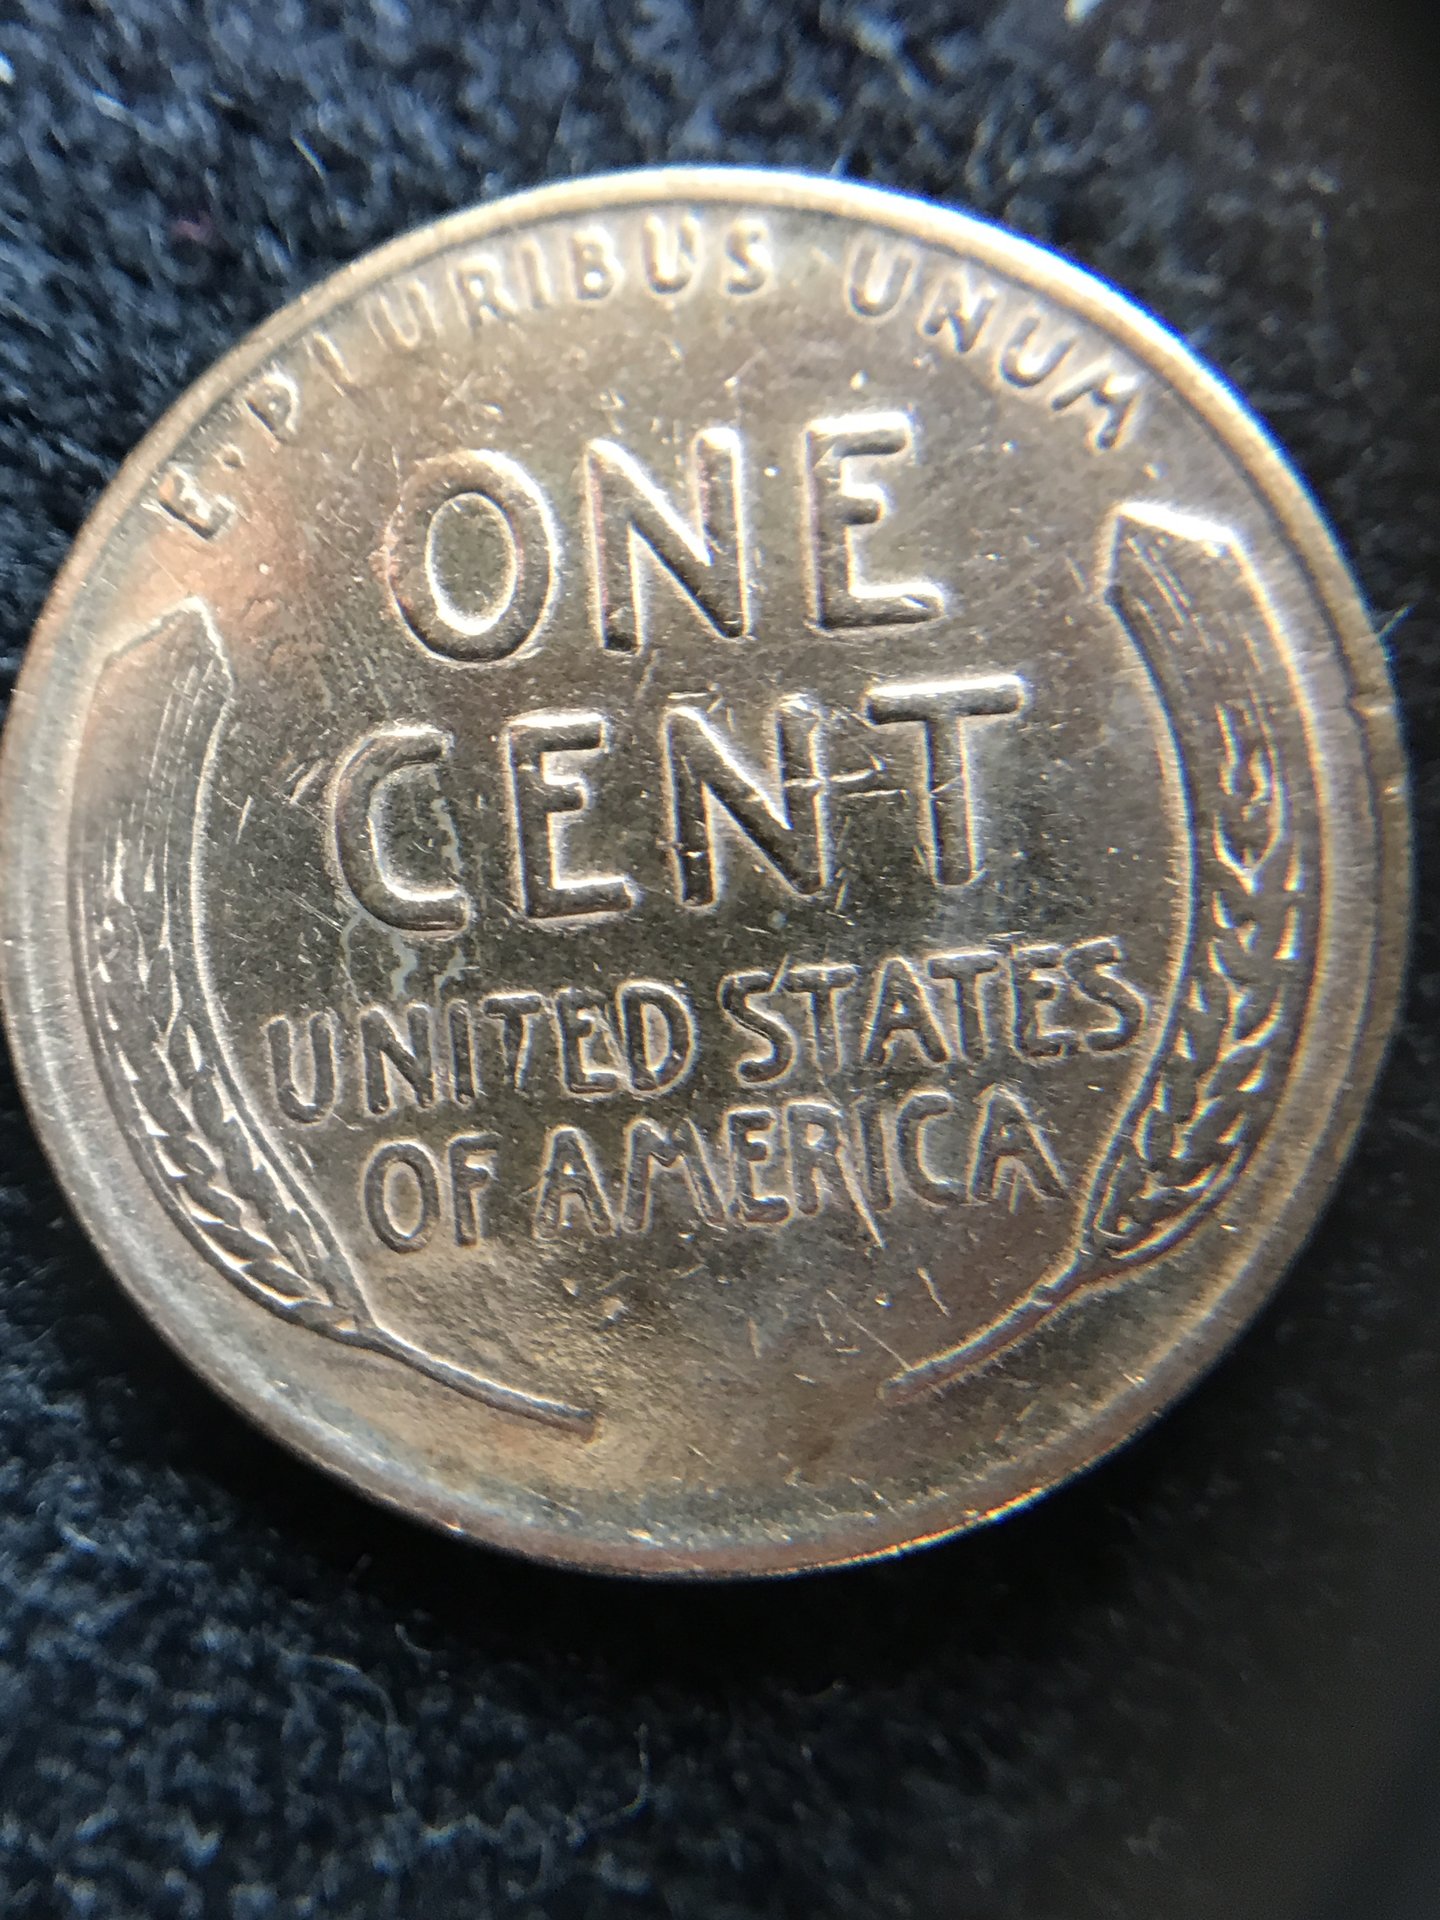 E·PLURIBUS·UNUM
ONE
CENT
UNITED STATES
OF AMERICA